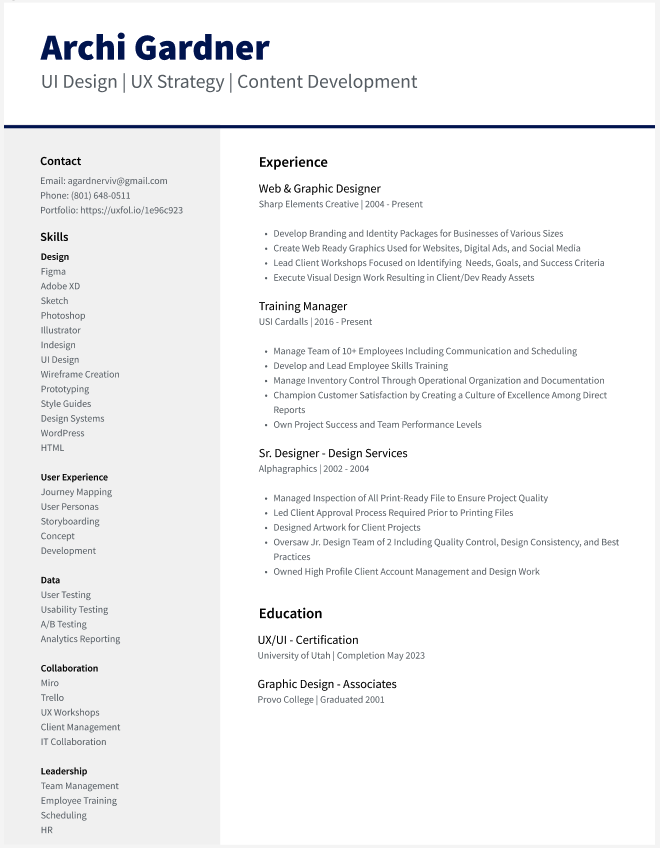 Archi Gardner
UI Design | UX Strategy | Content Development
Contact
Email: agardnerviv@gmail.com
Phone: (801) 648-0511
Portfolio: https://uxfol.io/1e96c923
Skills
Design
Figma
Adobe XD
Sketch
Photoshop
Illustrator
Indesign
UI Design
Wireframe Creation
Prototyping
Style Guides
Design Systems
WordPress
HTML
User Experience
Journey Mapping
User Personas
Storyboarding
Concept
Development
Data
User Testing
Usability Testing
A/B Testing
Analytics Reporting
Collaboration
Miro
Trello
UX Workshops
Client Management
IT Collaboration
Leadership
Team Management
Employee Training
Scheduling
HR
Experience
Web & Graphic Designer
Sharp Elements Creative | 2004 - Present
• Develop Branding and Identity Packages for Businesses of Various Sizes
• Create Web Ready Graphics Used for Websites, Digital Ads, and Social Media
• Lead Client Workshops Focused on Identifying Needs, Goals, and Success Criteria
• Execute Visual Design Work Resulting in Client/Dev Ready Assets
Training Manager
USI Cardalls | 2016 - Present
• Manage Team of 10+ Employees Including Communication and Scheduling
• Develop and Lead Employee Skills Training
• Manage Inventory Control Through Operational Organization and Documentation
• Champion Customer Satisfaction by Creating a Culture of Excellence Among Direct
Reports
• Own Project Success and Team Performance Levels
Sr. Designer - Design Services
Alphagraphics | 2002 - 2004
• Managed Inspection of All Print-Ready File to Ensure Project Quality
• Led Client Approval Process Required Prior to Printing Files
• Designed Artwork for Client Projects
• Oversaw Jr. Design Team of 2 Including Quality Control, Design Consistency, and Best
Practices
• Owned High Profile Client Account Management and Design Work
Education
UX/UI - Certification
University of Utah | Completion May 2023
Graphic Design - Associates
Provo College | Graduated 2001